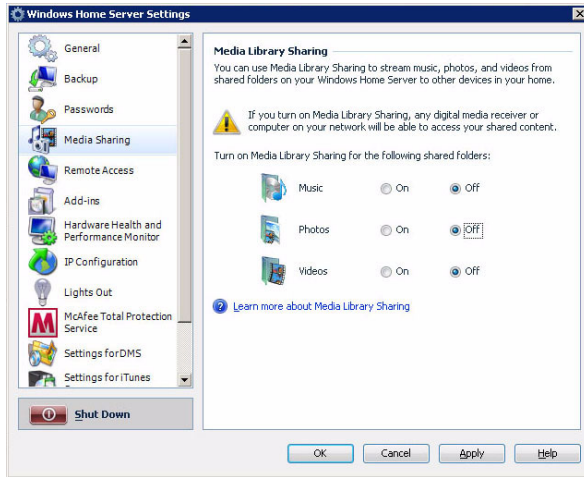 Windows Home Server Settings
General
Backup
Passwords
Media Sharing
Remote Access
Add-ins
Hardware Health and
Performance Monitor
IP Configuration
Lights Out
McAfee Total Protection
Service
Settings for DMS
Settings for iTunes
Shut Down
Media Library Sharing
You can use Media Library Sharing to stream music, photos, and videos from
shared folders on your Windows Home Server to other devices in your home.
If you turn on Media Library Sharing, any digital media receiver or
computer on your network will be able to access your shared content.
Turn on Media Library Sharing for the following shared folders:
Music On Off
Photos On Off
Videos On Off
Learn more about Media Library Sharing
OK Cancel Apply Help